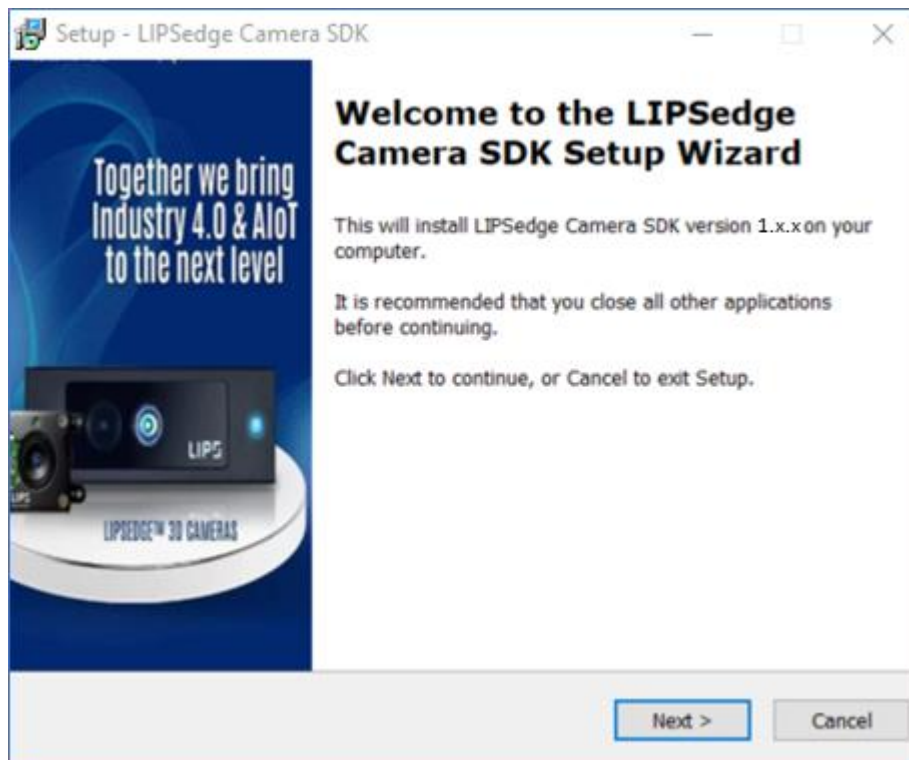 Setup - LIPSedge Camera SDK
Together we bring
Industry 4.0 & AIoT
to the next level
LIPS
LIPS
LIPSEDGE™ 3D CAMERAS
Welcome to the LIPSedge
Camera SDK Setup Wizard
This will install LIPSedge Camera SDK version 1.x.x on your
computer.
It is recommended that you close all other applications
before continuing.
Click Next to continue, or Cancel to exit Setup.
Next >
Cancel